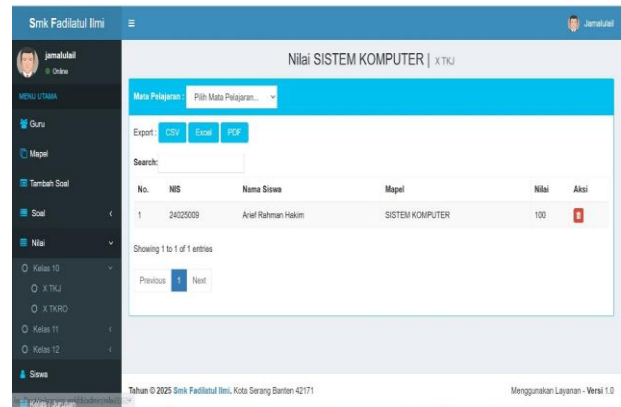 Smk Fadilatul Ilmi
Jamalulail
jamalulail
Online
MENU UTAMA
Guru
Mapel
Tambah Soal
Soal
Nilai
Kelas 10
X TKJ
X TKRO
Kelas 11
Kelas 12
Siswa
Nilai SISTEM KOMPUTER | X TKJ
Mata Pelajaran : Pilih Mata Pelajaran...
Export : CSV Excel PDF
Search:
No. NIS Nama Siswa Mapel Nilai Aksi
1 24025009 Arief Rahman Hakim SISTEM KOMPUTER 100
Showing 1 to 1 of 1 entries
Previous 1 Next
Tahun © 2025 Smk Fadilatul Ilmi. Kota Serang Banten 42171
Menggunakan Layanan - Versi 1.0